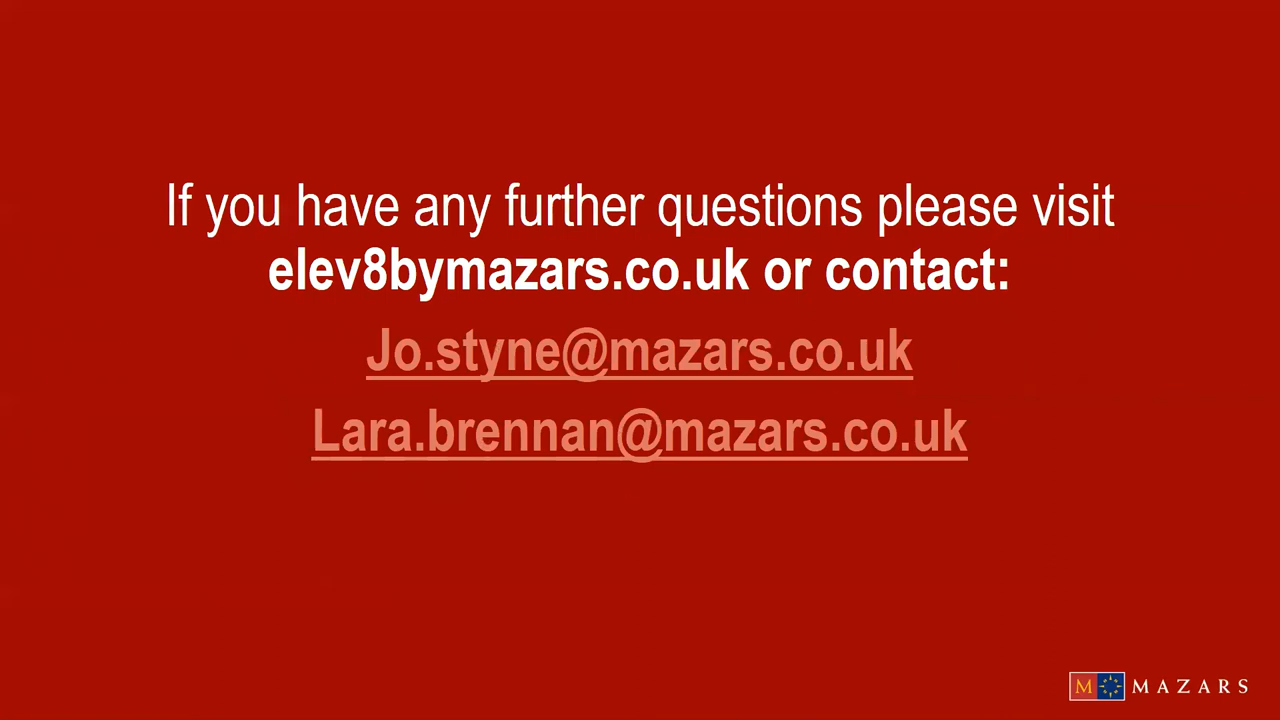 If you have any further questions please visit
elev8bymazars.co.uk or contact:
Jo.styne@mazars.co.uk
Lara.brennan@mazars.co.uk
M MAZARS